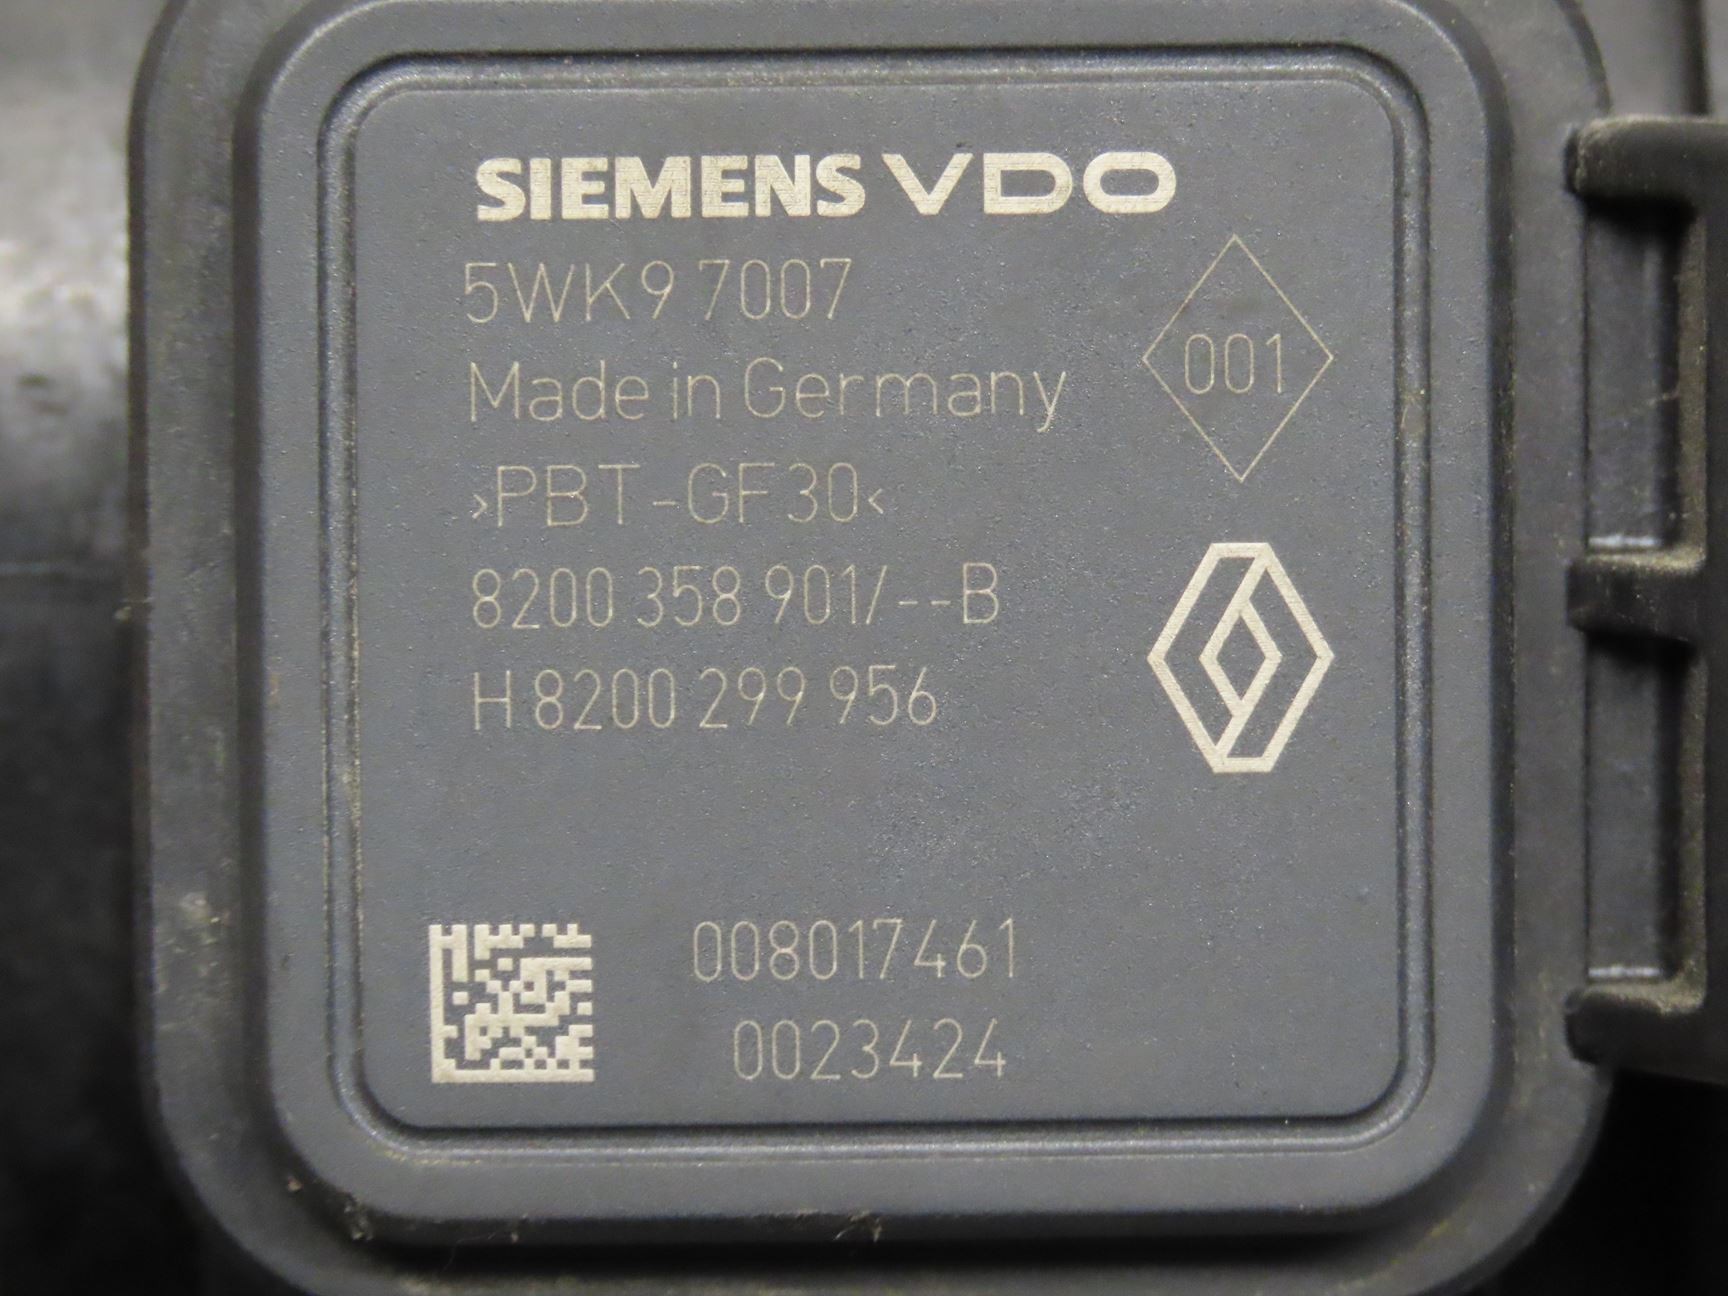 SIEMENS VDO
5WK9 7007
001
Made in Germany
>PBT-GF30<
8200 358 901/--B
H 8200 299 956
008017461
0023424